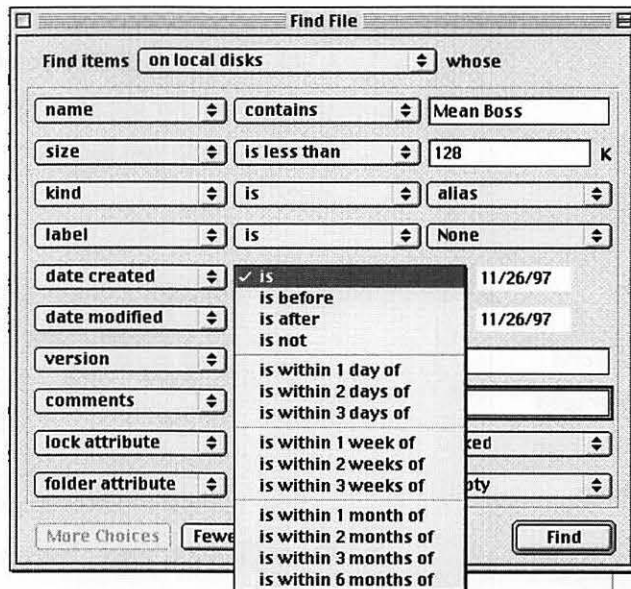 Find File
Find items on local disks whose
name contains Mean Boss
size is less than 128 K
kind is alias
label is None
date created ✓ is 11/26/97
is before
date modified is after 11/26/97
is not
version is within 1 day of
is within 2 days of
comments is within 3 days of
lock attribute is within 1 week of ked
is within 2 weeks of
folder attribute is within 3 weeks of pty
is within 1 month of
More Choices Fewe is within 2 months of Find
is within 3 months of
is within 6 months of